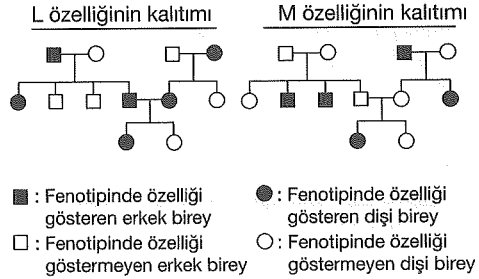 L özelliğinin kalıtımı
M özelliğinin kalıtımı
: Fenotipinde özelliği
gösteren erkek birey
: Fenotipinde özelliği
göstermeyen erkek birey
: Fenotipinde özelliği
gösteren dişi birey
: Fenotipinde özelliği
göstermeyen dişi birey